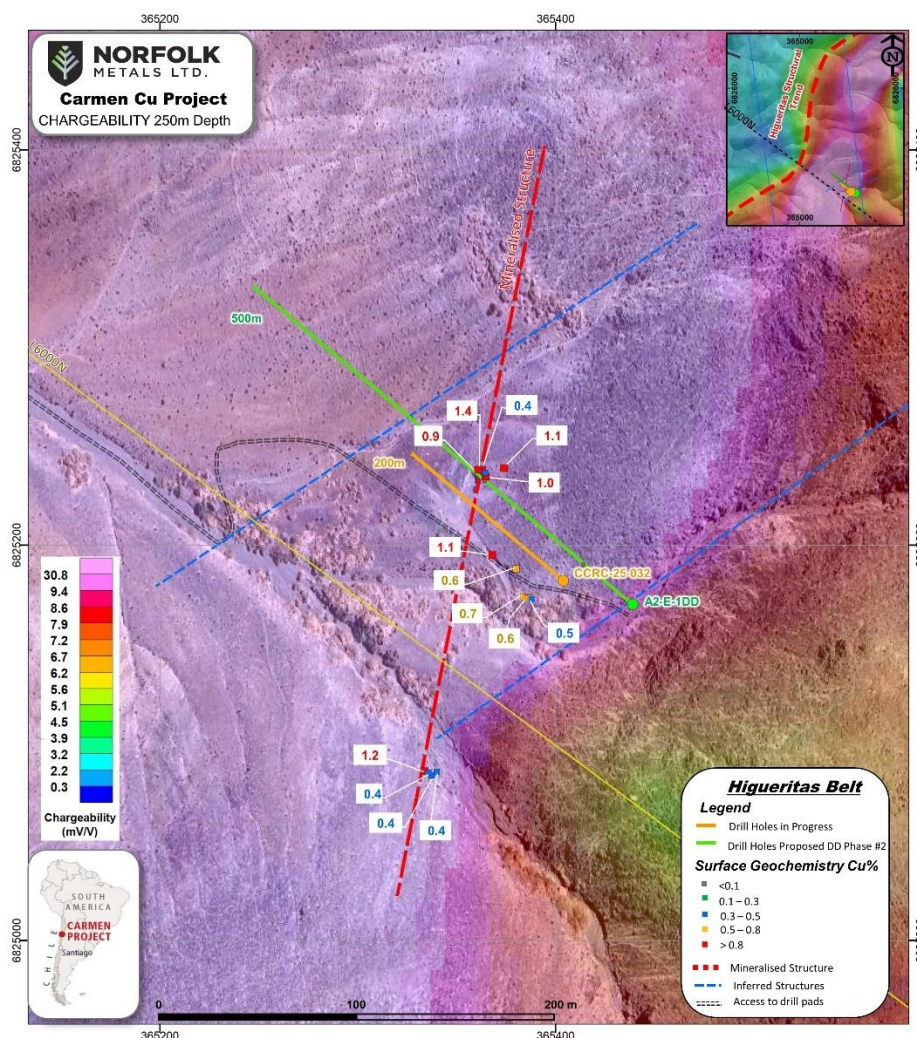 365200
365400
NORFOLK
METALS LTD.
Carmen Cu Project
CHARGEABILITY 250m Depth
365000
N
6826000
6826000
Higueritas Structural
Trend
L6000N
365000
6825400
Mineralised Structure
500m
L6000N
1.4
0.4
0.9
1.1
200m
1.0
6825200
1.1
0.6
CCRC-25-032
0.7
A2-E-1DD
0.6
0.5
30.8
9.4
8.6
7.9
7.2
6.7
6.2
5.6
5.1
4.5
3.9
3.2
2.2
0.3
Chargeability
(mV/V)
1.2
0.4
0.4
0.4
Higueritas Belt
Legend
Drill Holes in Progress
Drill Holes Proposed DD Phase #2
Surface Geochemistry Cu%
<0.1
0.1 – 0.3
0.3 – 0.5
0.5 – 0.8
> 0.8
Mineralised Structure
Inferred Structures
Access to drill pads
SOUTH
AMERICA
CARMEN
PROJECT
Santiago
CHILE
6825000
0
100
200 m
365200
365400